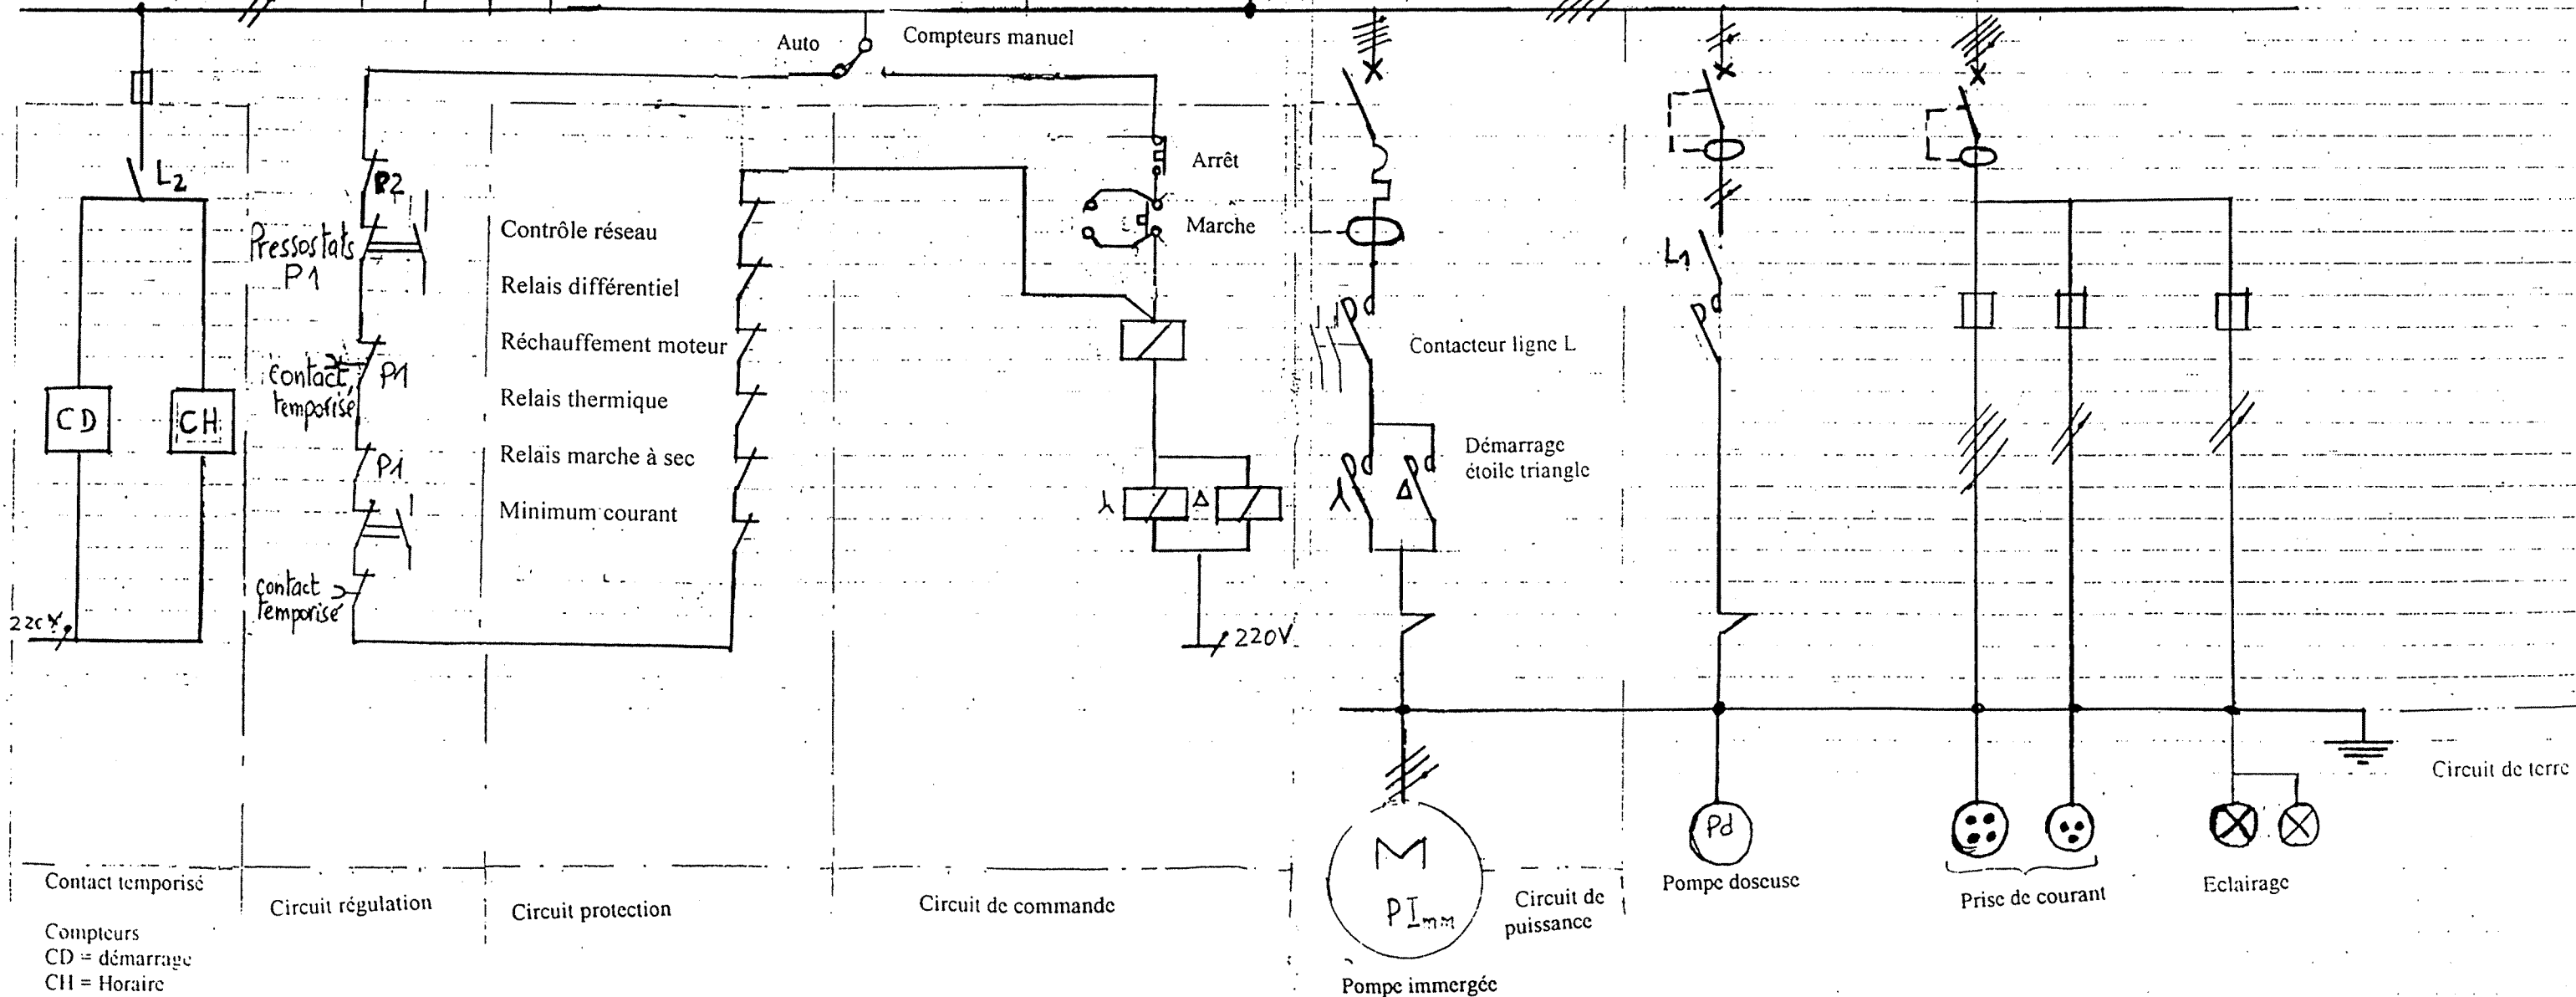 Auto
Compteurs manuel
L2
P2
Arrêt
Pressostats
P1
Contrôle réseau
Marche
L1
Relais différentiel
Réchauffement moteur
Contacteur ligne L
contact
temporisé
P1
Relais thermique
CD
CH
Relais marche à sec
P1
Démarrage
étoile triangle
Minimum courant
λ
Δ
λ
Δ
contact
temporisé
220V
220V
Circuit de terre
M
PImm
Pd
Contact temporisé
Circuit régulation
Circuit protection
Circuit de commande
Circuit de
puissance
Pompe doseuse
Prise de courant
Eclairage
Compteurs
CD = démarrage
CH = Horaire
Pompe immergée